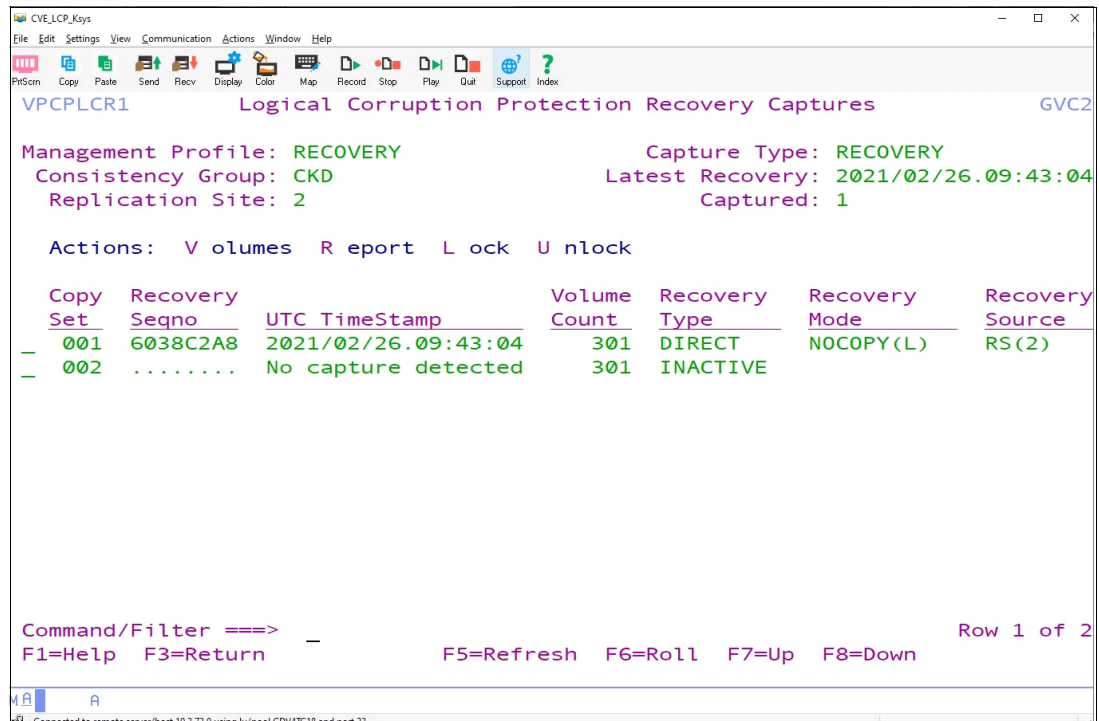 CVE_LCP_Ksys
File Edit Settings View Communication Actions Window Help
PrtScrn Copy Paste Send Recv Display Color Map Record Stop Play Quit Support Index
VPCPLCR1 Logical Corruption Protection Recovery Captures GVC2
Management Profile: RECOVERY Capture Type: RECOVERY
Consistency Group: CKD Latest Recovery: 2021/02/26.09:43:04
Replication Site: 2 Captured: 1
Actions: V olumes R eport L ock U nlock
Copy Recovery Volume Recovery Recovery Recovery
Set Seqno UTC TimeStamp Count Type Mode Source
_ 001 6038C2A8 2021/02/26.09:43:04 301 DIRECT NOCOPY(L) RS(2)
_ 002 ........ No capture detected 301 INACTIVE
Command/Filter ===> _ Row 1 of 2
F1=Help F3=Return F5=Refresh F6=Roll F7=Up F8=Down
MA A
Connected to remote server/host